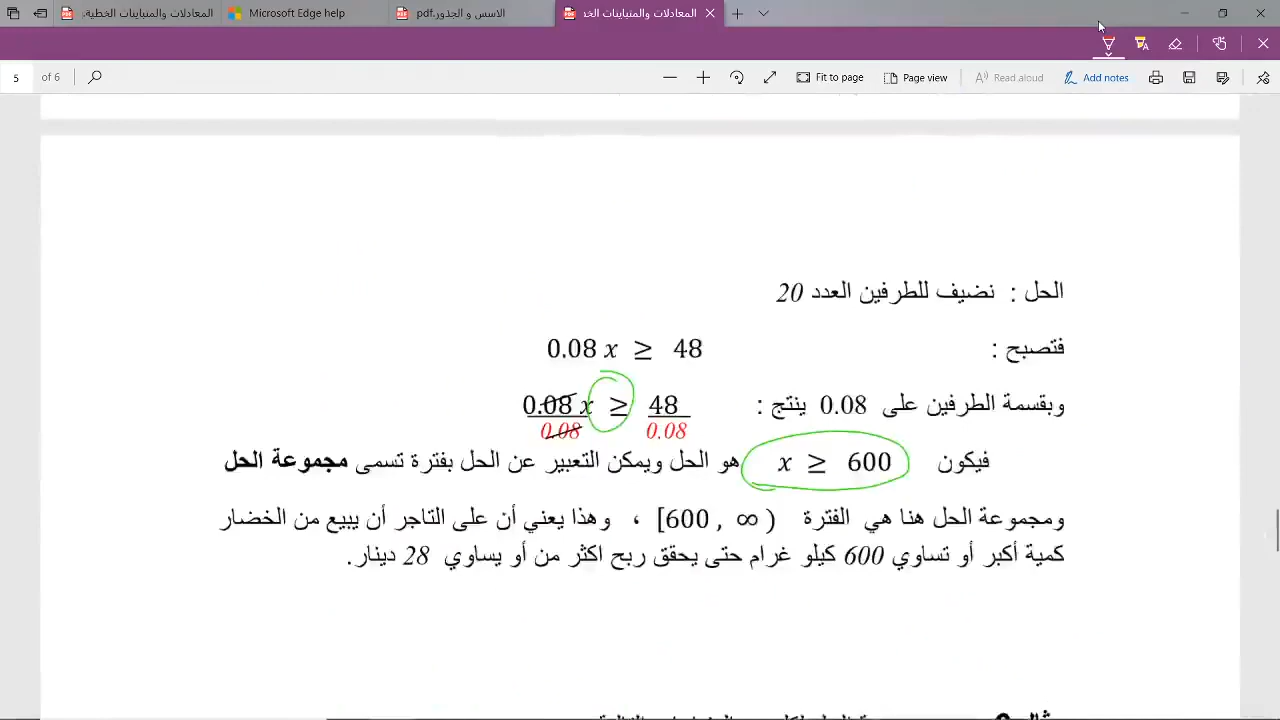 المعادلات والمتباينات الخطية
Microsoft Edge help
الاسس و الجذور.pdf
المعادلات والمتباينات الخد
5 of 6
Fit to page
Page view
Read aloud
Add notes
الحل : نضيف للطرفين العدد 20
فتصبح : 0.08 x ≥ 48
وبقسمة الطرفين على 0.08 ينتج : 0.08 x ≥ 48
0.08 0.08
فيكون x ≥ 600 هو الحل ويمكن التعبير عن الحل بفترة تسمى مجموعة الحل
ومجموعة الحل هنا هي الفترة [600 , ∞) ، وهذا يعني أن على التاجر أن يبيع من الخضار
كمية أكبر أو تساوي 600 كيلو غرام حتى يحقق ربح اكثر من أو يساوي 28 دينار.